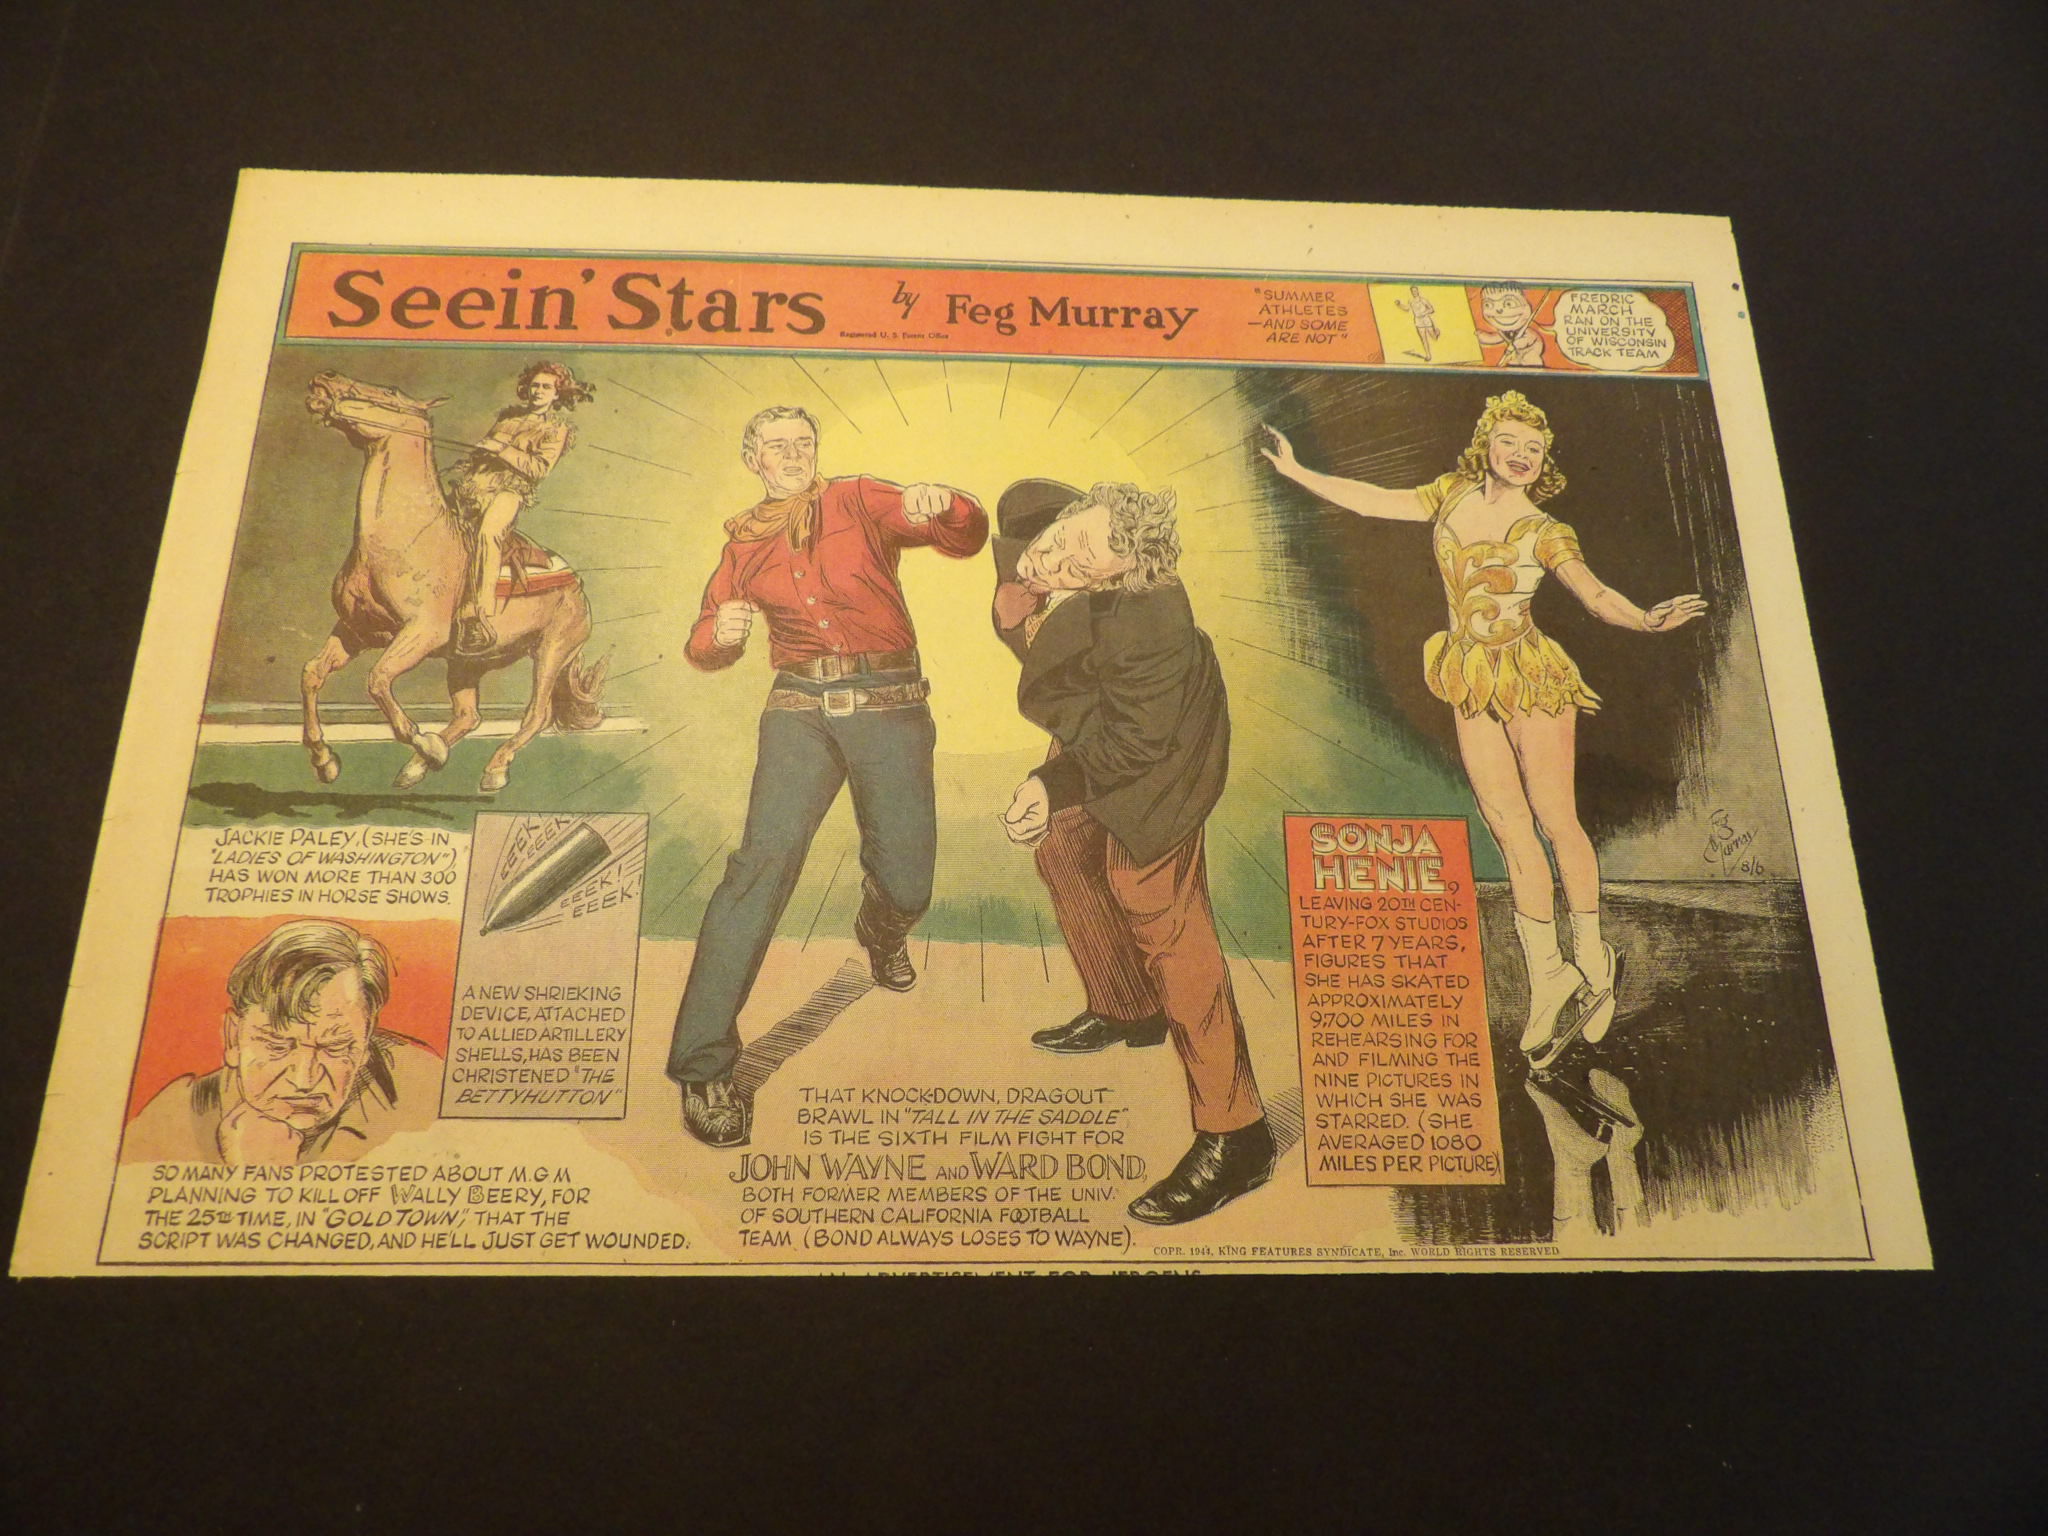 Seein' Stars by Feg Murray
Registered U. S. Patent Office
"SUMMER
ATHLETES
—AND SOME
ARE NOT"
FREDRIC
MARCH
RAN ON THE
UNIVERSITY
OF WISCONSIN
TRACK TEAM
JACKIE PALEY, (SHE'S IN
"LADIES OF WASHINGTON")
HAS WON MORE THAN 300
TROPHIES IN HORSE SHOWS.
EEEK!
EEEK!
EEEK!
EEEK!
A NEW SHRIEKING
DEVICE, ATTACHED
TO ALLIED ARTILLERY
SHELLS, HAS BEEN
CHRISTENED "THE
BETTYHUTTON"
SO MANY FANS PROTESTED ABOUT M.G.M
PLANNING TO KILL OFF WALLY BEERY, FOR
THE 25TH TIME, IN "GOLD TOWN," THAT THE
SCRIPT WAS CHANGED, AND HE'LL JUST GET WOUNDED.
THAT KNOCK-DOWN, DRAGOUT
BRAWL IN "TALL IN THE SADDLE"
IS THE SIXTH FILM FIGHT FOR
JOHN WAYNE AND WARD BOND,
BOTH FORMER MEMBERS OF THE UNIV.
OF SOUTHERN CALIFORNIA FOOTBALL
TEAM. (BOND ALWAYS LOSES TO WAYNE).
SONJA
HENIE,
LEAVING 20TH CEN-
TURY-FOX STUDIOS
AFTER 7 YEARS,
FIGURES THAT
SHE HAS SKATED
APPROXIMATELY
9,700 MILES IN
REHEARSING FOR
AND FILMING THE
NINE PICTURES IN
WHICH SHE WAS
STARRED. (SHE
AVERAGED 1080
MILES PER PICTURE)
Feg
Murray
8/6
COPR. 1944, KING FEATURES SYNDICATE, Inc. WORLD RIGHTS RESERVED
AN ADVERTISEMENT FOR JERGENS